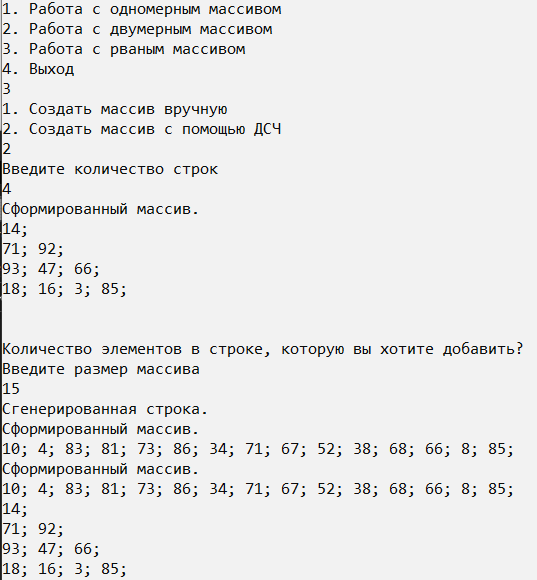 1. Работа с одномерным массивом
2. Работа с двумерным массивом
3. Работа с рваным массивом
4. Выход
3
1. Создать массив вручную
2. Создать массив с помощью ДСЧ
2
Введите количество строк
4
Сформированный массив.
14;
71; 92;
93; 47; 66;
18; 16; 3; 85;
Количество элементов в строке, которую вы хотите добавить?
Введите размер массива
15
Сгенерированная строка.
Сформированный массив.
10; 4; 83; 81; 73; 86; 34; 71; 67; 52; 38; 68; 66; 8; 85;
Сформированный массив.
10; 4; 83; 81; 73; 86; 34; 71; 67; 52; 38; 68; 66; 8; 85;
14;
71; 92;
93; 47; 66;
18; 16; 3; 85;